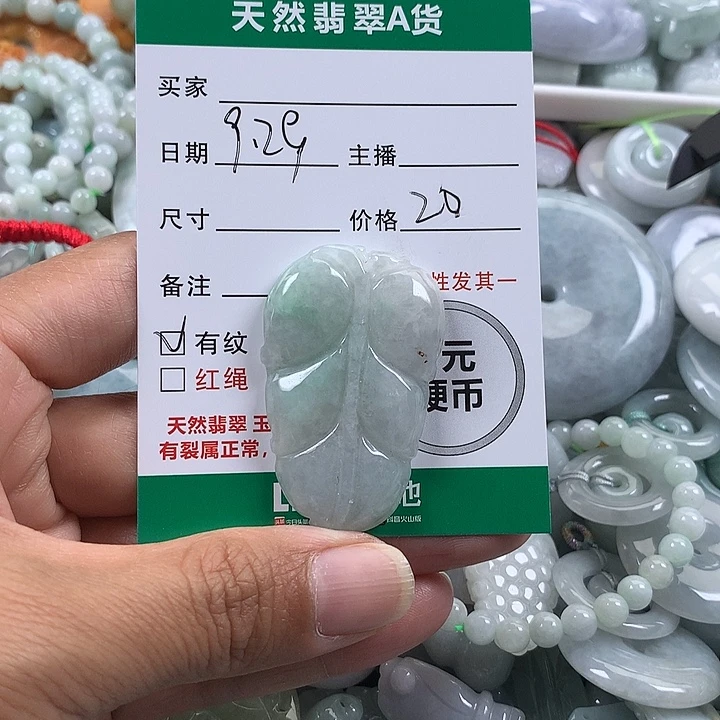 天然翡翠A货
买家
日期 9.29 主播
尺寸 价格 20
备注 性发其一
有纹
元
硬币
红绳
天然翡翠 玉
有裂属正常，